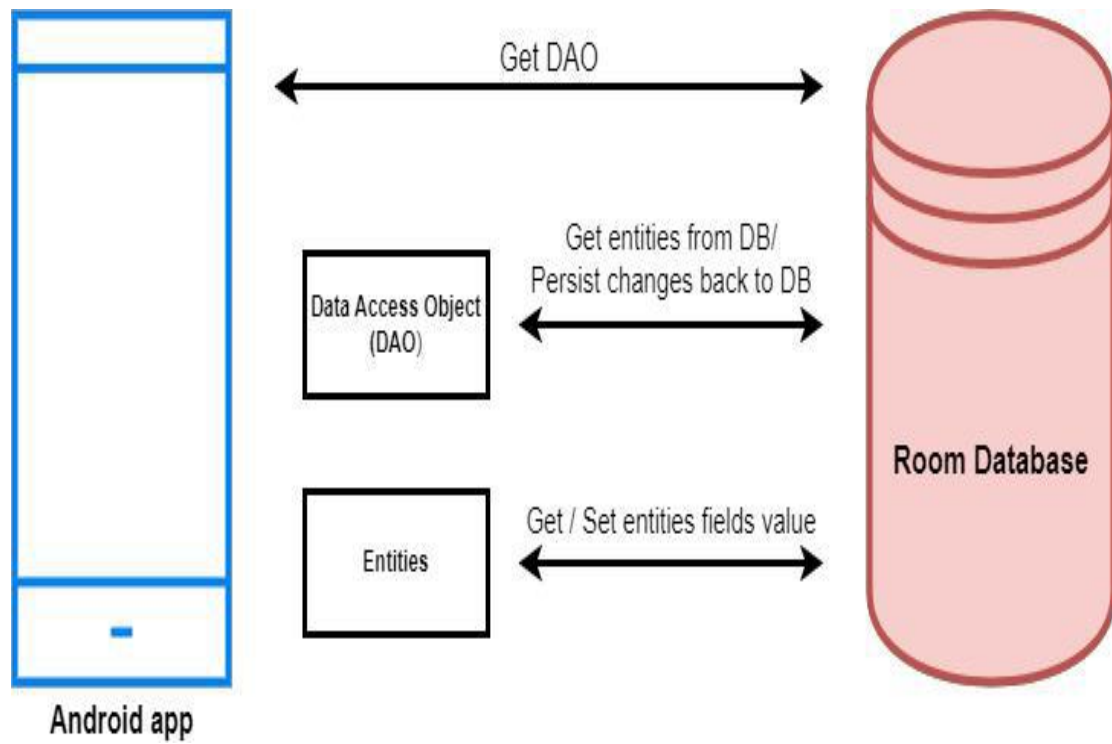 Get DAO
Get entities from DB/
Persist changes back to DB
Data Access Object
(DAO)
Room Database
Get / Set entities fields value
Entities
Android app